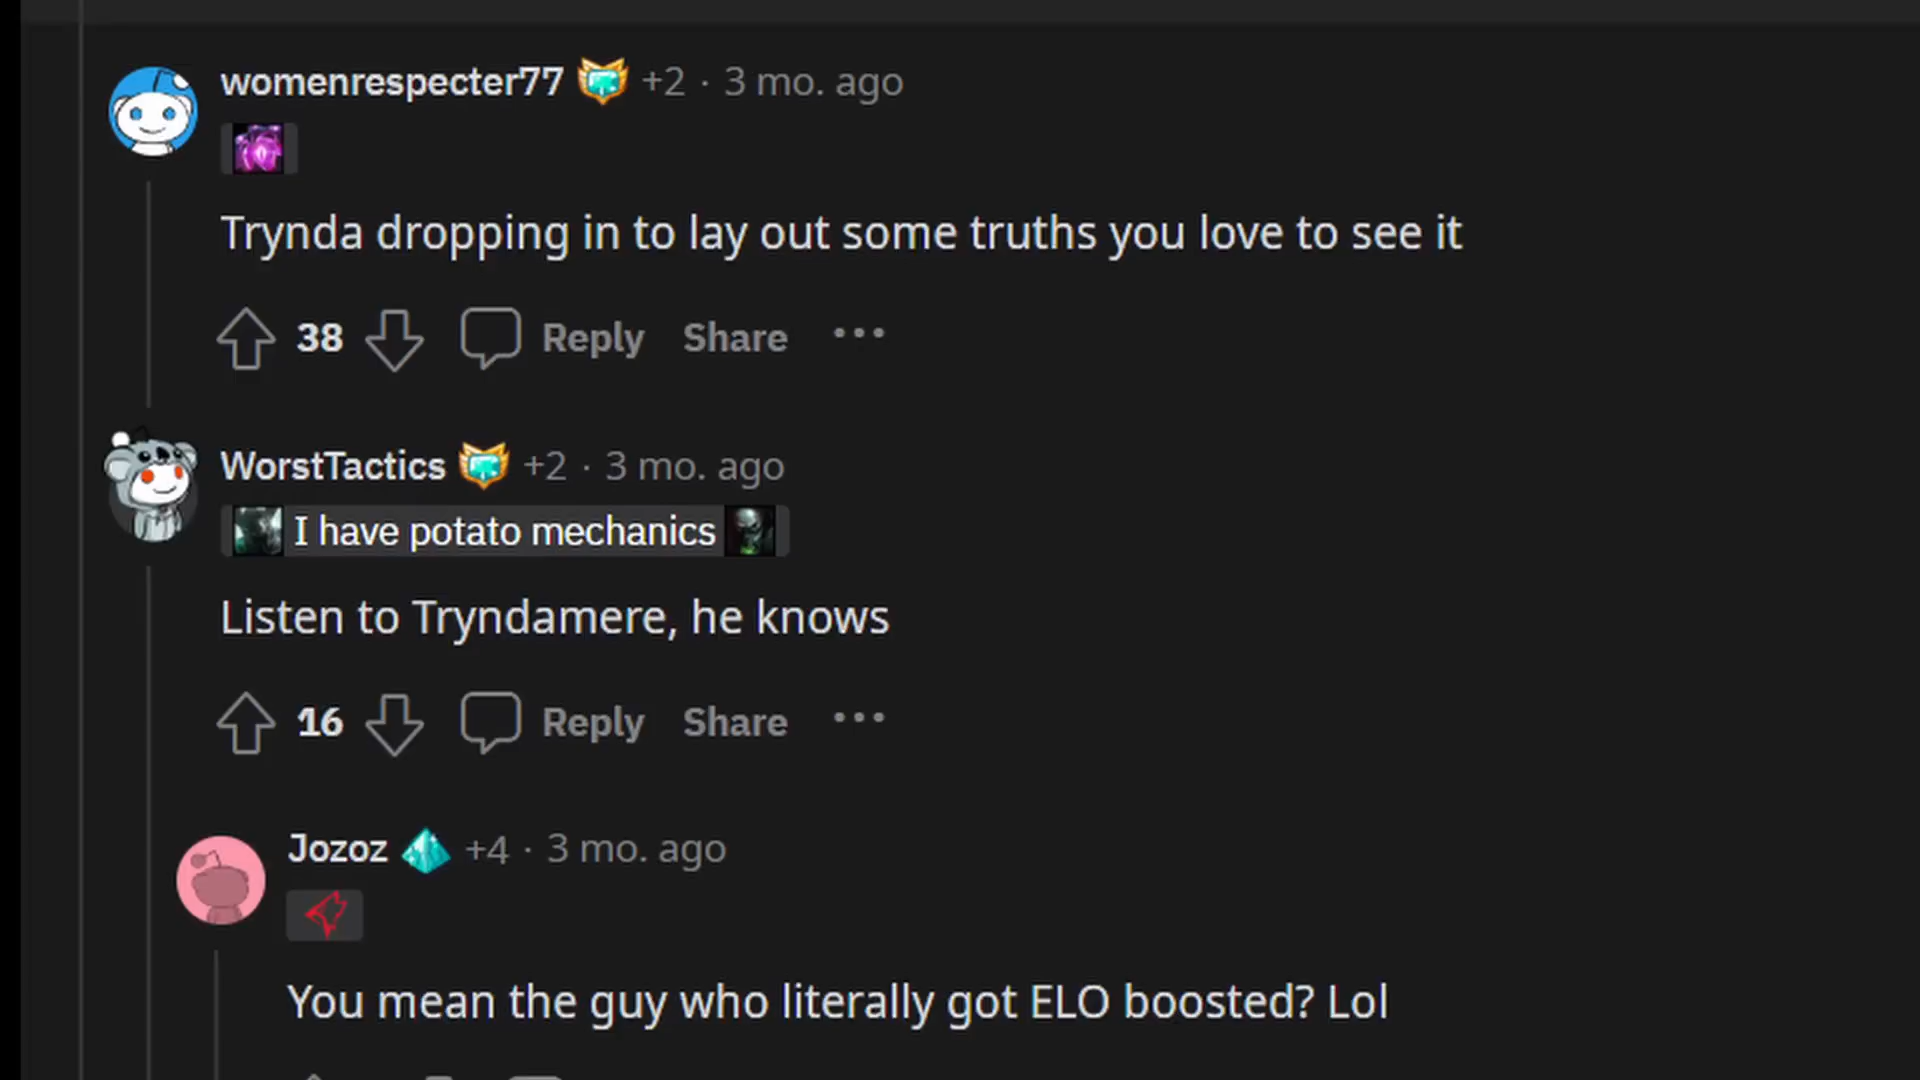 womenrespecter77 +2 · 3 mo. ago
Trynda dropping in to lay out some truths you love to see it
38 Reply Share ...
WorstTactics +2 · 3 mo. ago
I have potato mechanics
Listen to Tryndamere, he knows
16 Reply Share ...
Jozoz +4 · 3 mo. ago
You mean the guy who literally got ELO boosted? Lol